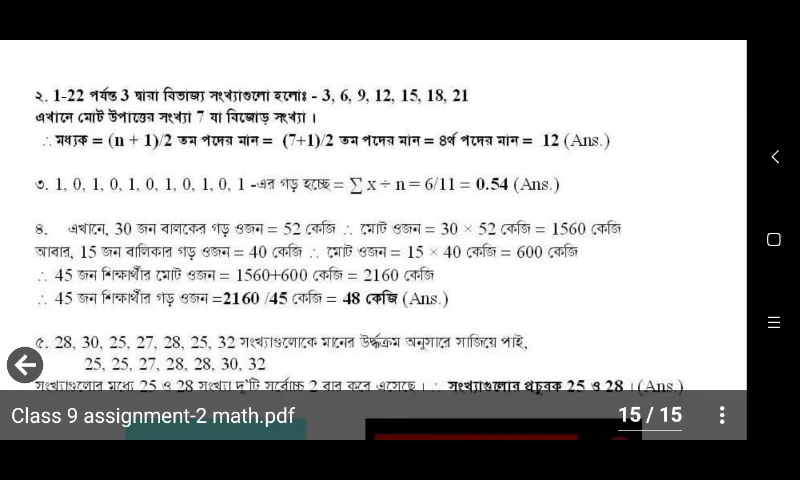 ২. 1-22 পর্যন্ত 3 দ্বারা বিভাজ্য সংখ্যাগুলো হলোঃ - 3, 6, 9, 12, 15, 18, 21
এখানে মোট উপাত্তের সংখ্যা 7 যা বিজোড় সংখ্যা ।
∴ মধ্যক = (n + 1)/2 তম পদের মান = (7+1)/2 তম পদের মান = 4র্থ পদের মান = 12 (Ans.)
৩. 1, 0, 1, 0, 1, 0, 1, 0, 1, 0, 1 -এর গড় হচ্ছে = ∑ x ÷ n = 6/11 = 0.54 (Ans.)
৪. এখানে, 30 জন বালকের গড় ওজন = 52 কেজি ∴ মোট ওজন = 30 × 52 কেজি = 1560 কেজি
আবার, 15 জন বালিকার গড় ওজন = 40 কেজি ∴ মোট ওজন = 15 × 40 কেজি = 600 কেজি
∴ 45 জন শিক্ষার্থীর মোট ওজন = 1560+600 কেজি = 2160 কেজি
∴ 45 জন শিক্ষার্থীর গড় ওজন =2160 /45 কেজি = 48 কেজি (Ans.)
৫. 28, 30, 25, 27, 28, 25, 32 সংখ্যাগুলোকে মানের উর্দ্ধক্রম অনুসারে সাজিয়ে পাই,
25, 25, 27, 28, 28, 30, 32
সংখ্যাগুলোর মধ্যে 25 ও 28 সংখ্যা দু'টি সর্বোচ্চ 2 বার করে এসেছে । ∴ সংখ্যাগুলোর প্রচুরক 25 ও 28 । (Ans.)
Class 9 assignment-2 math.pdf 15 / 15